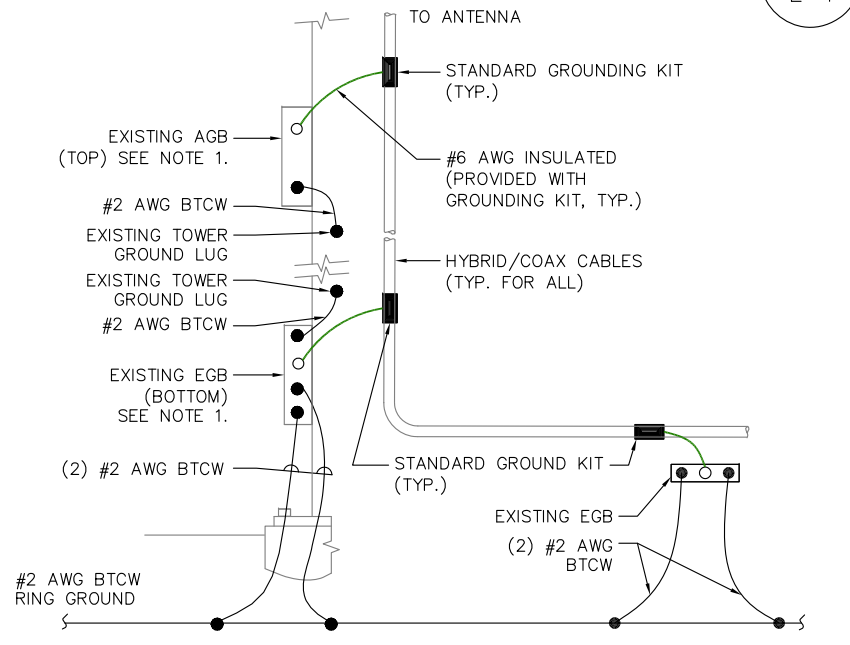 TO ANTENNA
STANDARD GROUNDING KIT
(TYP.)
EXISTING AGB
(TOP) SEE NOTE 1.
#6 AWG INSULATED
(PROVIDED WITH
GROUNDING KIT, TYP.)
#2 AWG BTCW
EXISTING TOWER
GROUND LUG
HYBRID/COAX CABLES
(TYP. FOR ALL)
EXISTING TOWER
GROUND LUG
#2 AWG BTCW
EXISTING EGB
(BOTTOM)
SEE NOTE 1.
(2) #2 AWG BTCW
STANDARD GROUND KIT
(TYP.)
EXISTING EGB
(2) #2 AWG
BTCW
#2 AWG BTCW
RING GROUND